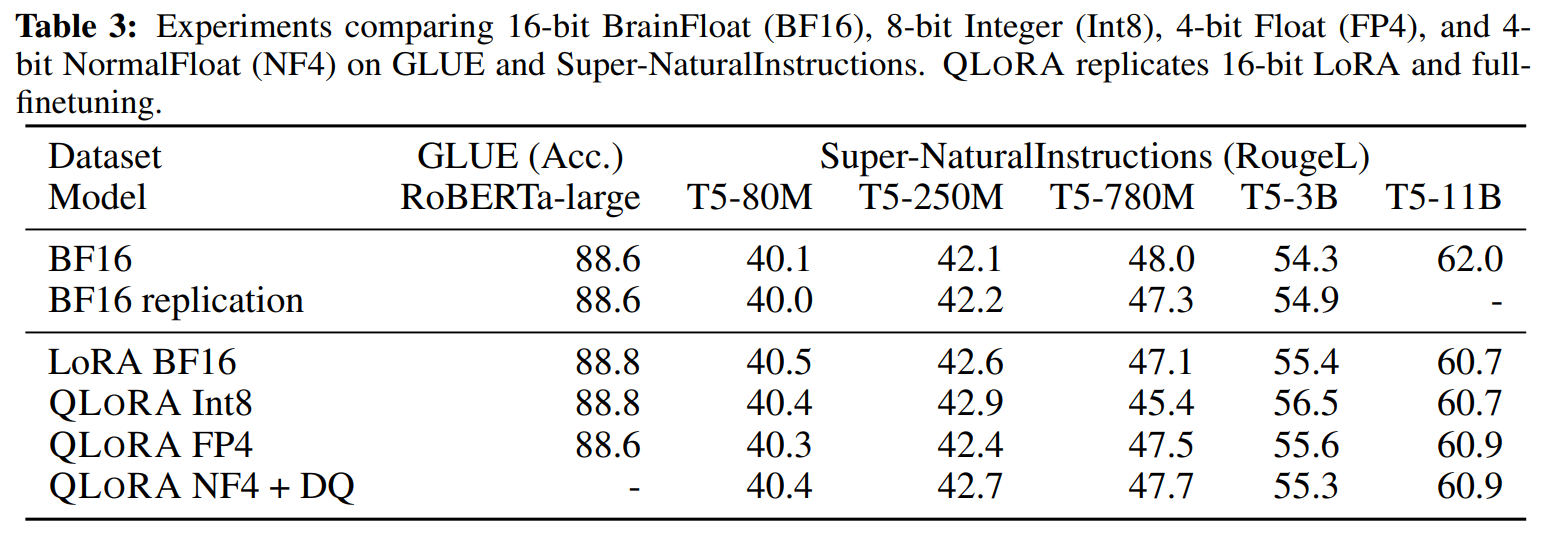 Table 3: Experiments comparing 16-bit BrainFloat (BF16), 8-bit Integer (Int8), 4-bit Float (FP4), and 4-
bit NormalFloat (NF4) on GLUE and Super-NaturalInstructions. QLORA replicates 16-bit LoRA and full-
finetuning.
Dataset GLUE (Acc.) Super-NaturalInstructions (RougeL)
Model RoBERTa-large T5-80M T5-250M T5-780M T5-3B T5-11B
BF16 88.6 40.1 42.1 48.0 54.3 62.0
BF16 replication 88.6 40.0 42.2 47.3 54.9 -
LoRA BF16 88.8 40.5 42.6 47.1 55.4 60.7
QLORA Int8 88.8 40.4 42.9 45.4 56.5 60.7
QLORA FP4 88.6 40.3 42.4 47.5 55.6 60.9
QLORA NF4 + DQ - 40.4 42.7 47.7 55.3 60.9